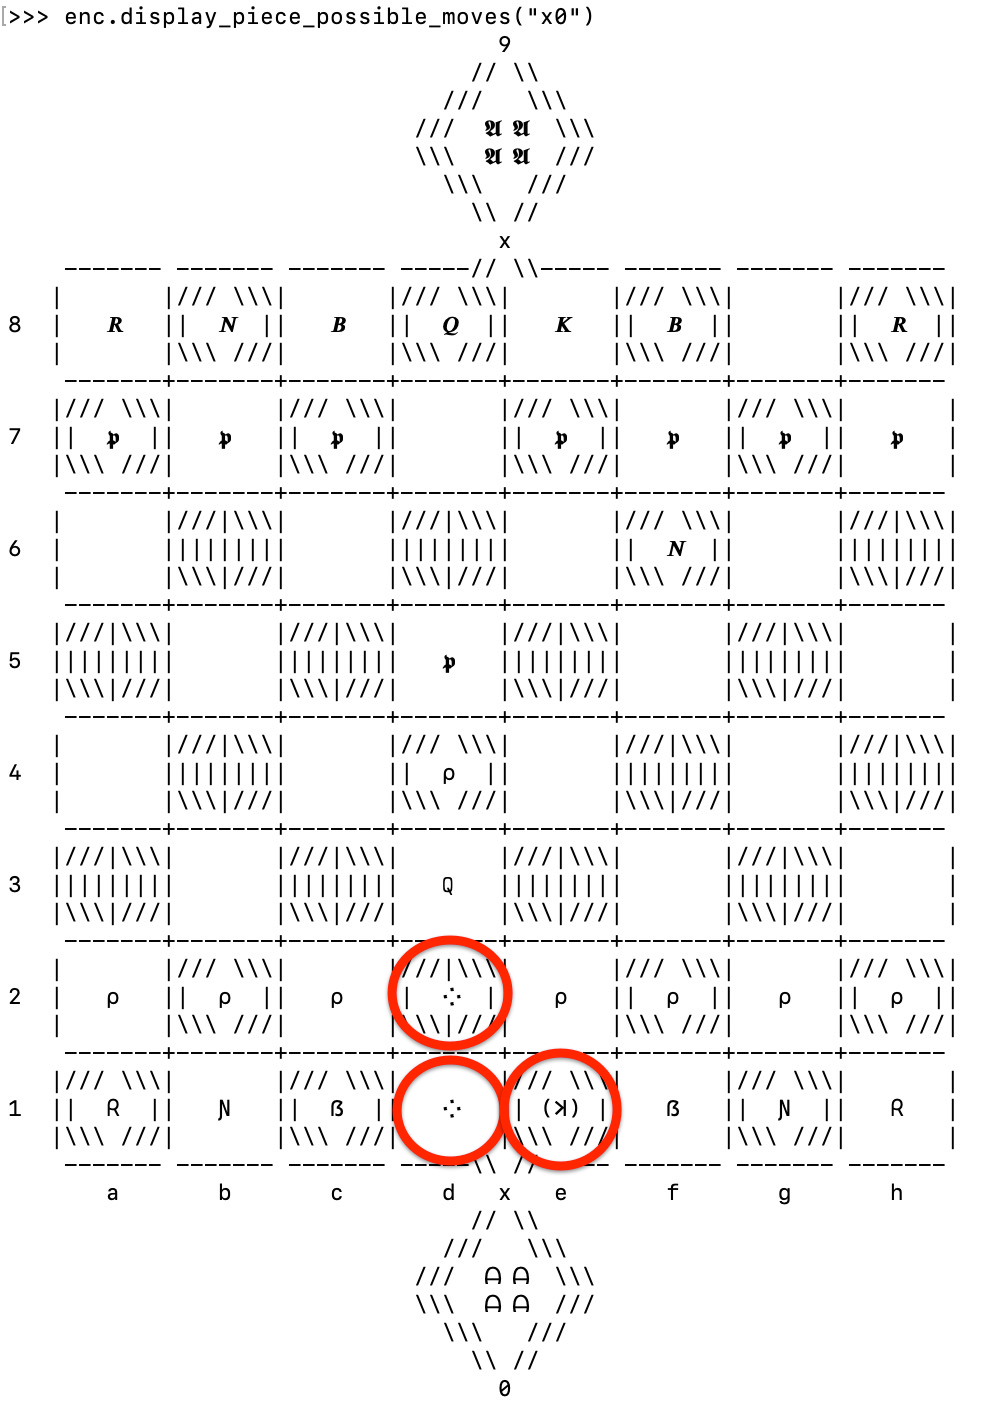 [>>> enc.display_piece_possible_moves("x0")
9
// \\
/// \\\
/// 𝕬 𝕬 \\\
\\\ 𝕬 𝕬 ///
\\\ ///
\\ //
x
------- ------- ------- -----// \\----- ------- ------- -------
| |/// \\\| |/// \\\| |/// \\\| |/// \\\|
8 | 𝑹 || 𝑵 || 𝑩 || 𝑸 || 𝑲 || 𝑩 || || 𝑹 ||
| |\\\ ///| |\\\ ///| |\\\ ///| |\\\ ///|
-------+-------+-------+-------+-------+-------+-------+-------
|/// \\\| |/// \\\| |/// \\\| |/// \\\| |
7 || 𝖕 || 𝖕 || 𝖕 || || 𝖕 || 𝖕 || 𝖕 || 𝖕 |
|\\\ ///| |\\\ ///| |\\\ ///| |\\\ ///| |
-------+-------+-------+-------+-------+-------+-------+-------
| |///|\\\| |///|\\\| |/// \\\| |///|\\\|
6 | ||||||||| ||||||||| || 𝑵 || |||||||||
| |\\\|///| |\\\|///| |\\\ ///| |\\\|///|
-------+-------+-------+-------+-------+-------+-------+-------
|///|\\\| |///|\\\| |///|\\\| |///|\\\| |
5 ||||||||| ||||||||| 𝖕 ||||||||| ||||||||| |
|\\\|///| |\\\|///| |\\\|///| |\\\|///| |
-------+-------+-------+-------+-------+-------+-------+-------
| |///|\\\| |/// \\\| |///|\\\| |///|\\\|
4 | ||||||||| || ρ || ||||||||| |||||||||
| |\\\|///| |\\\ ///| |\\\|///| |\\\|///|
-------+-------+-------+-------+-------+-------+-------+-------
|///|\\\| |///|\\\| |///|\\\| |///|\\\| |
3 ||||||||| ||||||||| Q ||||||||| ||||||||| |
|\\\|///| |\\\|///| |\\\|///| |\\\|///| |
-------+-------+-------+-------+-------+-------+-------+-------
| |/// \\\| |///|\\\| |/// \\\| |/// \\\|
2 | ρ || ρ || ρ | ⁘ | ρ || ρ || ρ || ρ ||
| |\\\ ///| |\\\|///| |\\\ ///| |\\\ ///|
-------+-------+-------+-------+-------+-------+-------+-------
|/// \\\| |/// \\\| |/// \\\| |/// \\\| |
1 || ᖇ || Ɲ || ß || ⁘ | (ꓘ) | ß || Ɲ || ᖇ |
|\\\ ///| |\\\ ///| |\\\ ///| |\\\ ///| |
------- ------- ------- -----\\ //----- ------- ------- -------
a b c d x e f g h
// \\
/// \\\
/// ᗩ ᗩ \\\
\\\ ᗩ ᗩ ///
\\\ ///
\\ //
0